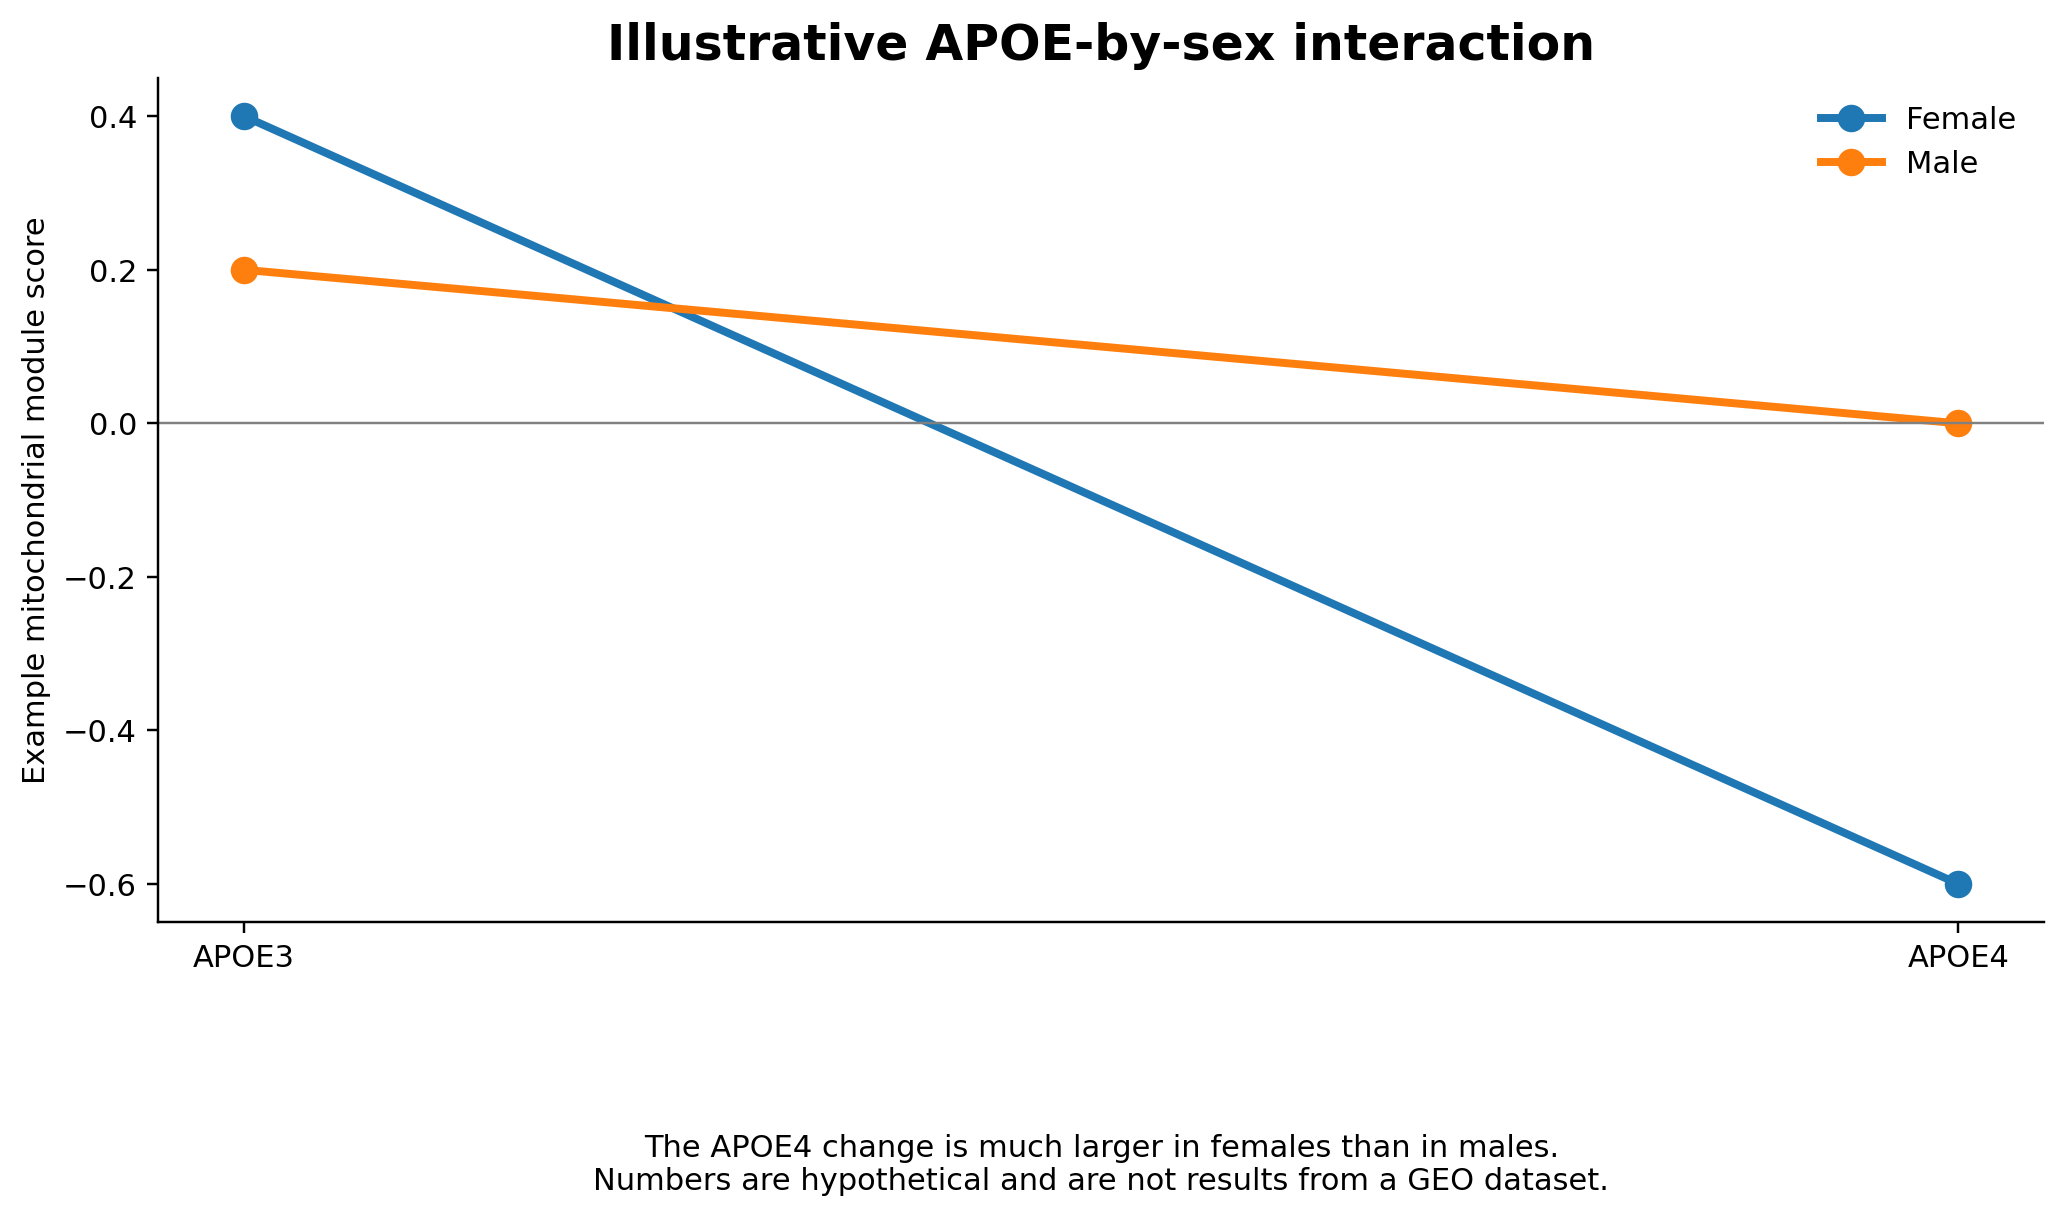 Illustrative APOE-by-sex interaction
Example mitochondrial module score
0.4
0.2
0.0
−0.2
−0.4
−0.6
Female
Male
APOE3
APOE4
The APOE4 change is much larger in females than in males.
Numbers are hypothetical and are not results from a GEO dataset.